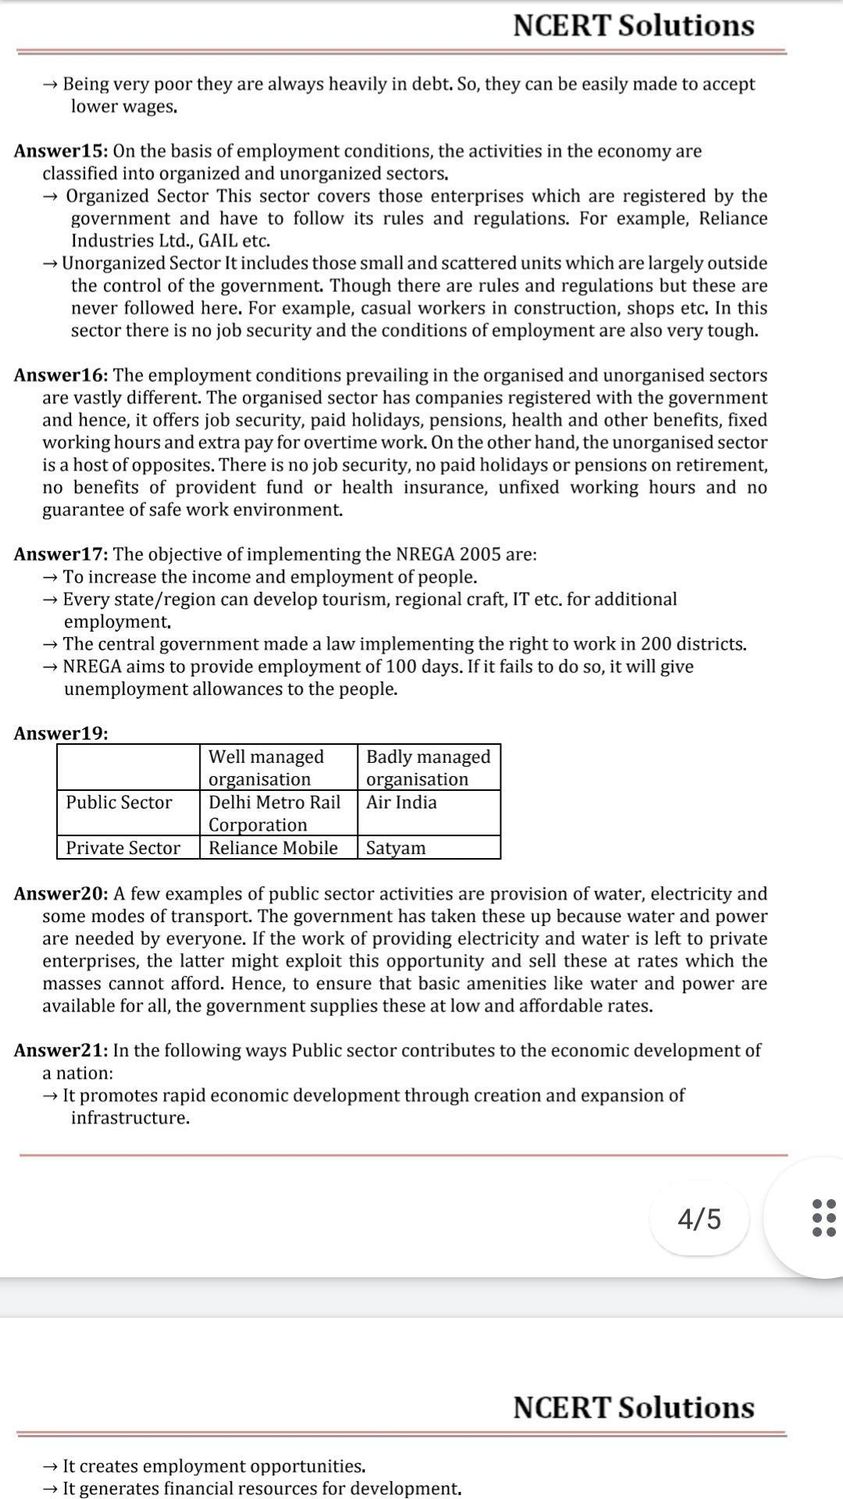 NCERT Solutions
→ Being very poor they are always heavily in debt. So, they can be easily made to accept
lower wages.
Answer15: On the basis of employment conditions, the activities in the economy are
classified into organized and unorganized sectors.
→ Organized Sector This sector covers those enterprises which are registered by the
government and have to follow its rules and regulations. For example, Reliance
Industries Ltd., GAIL etc.
→ Unorganized Sector It includes those small and scattered units which are largely outside
the control of the government. Though there are rules and regulations but these are
never followed here. For example, casual workers in construction, shops etc. In this
sector there is no job security and the conditions of employment are also very tough.
Answer16: The employment conditions prevailing in the organised and unorganised sectors
are vastly different. The organised sector has companies registered with the government
and hence, it offers job security, paid holidays, pensions, health and other benefits, fixed
working hours and extra pay for overtime work. On the other hand, the unorganised sector
is a host of opposites. There is no job security, no paid holidays or pensions on retirement,
no benefits of provident fund or health insurance, unfixed working hours and no
guarantee of safe work environment.
Answer17: The objective of implementing the NREGA 2005 are:
→ To increase the income and employment of people.
→ Every state/region can develop tourism, regional craft, IT etc. for additional
employment.
→ The central government made a law implementing the right to work in 200 districts.
→ NREGA aims to provide employment of 100 days. If it fails to do so, it will give
unemployment allowances to the people.
Answer19:
Well managed Badly managed
organisation organisation
Public Sector Delhi Metro Rail Air India
Corporation
Private Sector Reliance Mobile Satyam
Answer20: A few examples of public sector activities are provision of water, electricity and
some modes of transport. The government has taken these up because water and power
are needed by everyone. If the work of providing electricity and water is left to private
enterprises, the latter might exploit this opportunity and sell these at rates which the
masses cannot afford. Hence, to ensure that basic amenities like water and power are
available for all, the government supplies these at low and affordable rates.
Answer21: In the following ways Public sector contributes to the economic development of
a nation:
→ It promotes rapid economic development through creation and expansion of
infrastructure.
4/5
NCERT Solutions
→ It creates employment opportunities.
→ It generates financial resources for development.